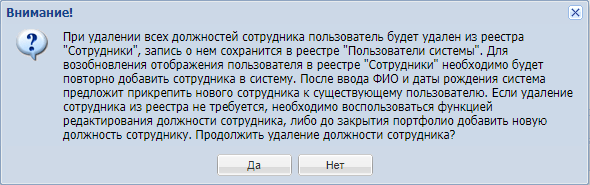 Внимание!
При удалении всех должностей сотрудника пользователь будет удален из реестра
"Сотрудники", запись о нем сохранится в реестре "Пользователи системы". Для
возобновления отображения пользователя в реестре "Сотрудники" необходимо будет
повторно добавить сотрудника в систему. После ввода ФИО и даты рождения система
предложит прикрепить нового сотрудника к существующему пользователю. Если удаление
сотрудника из реестра не требуется, необходимо воспользоваться функцией
редактирования должности сотрудника, либо до закрытия портфолио добавить новую
должность сотруднику. Продолжить удаление должности сотрудника?
Да Нет